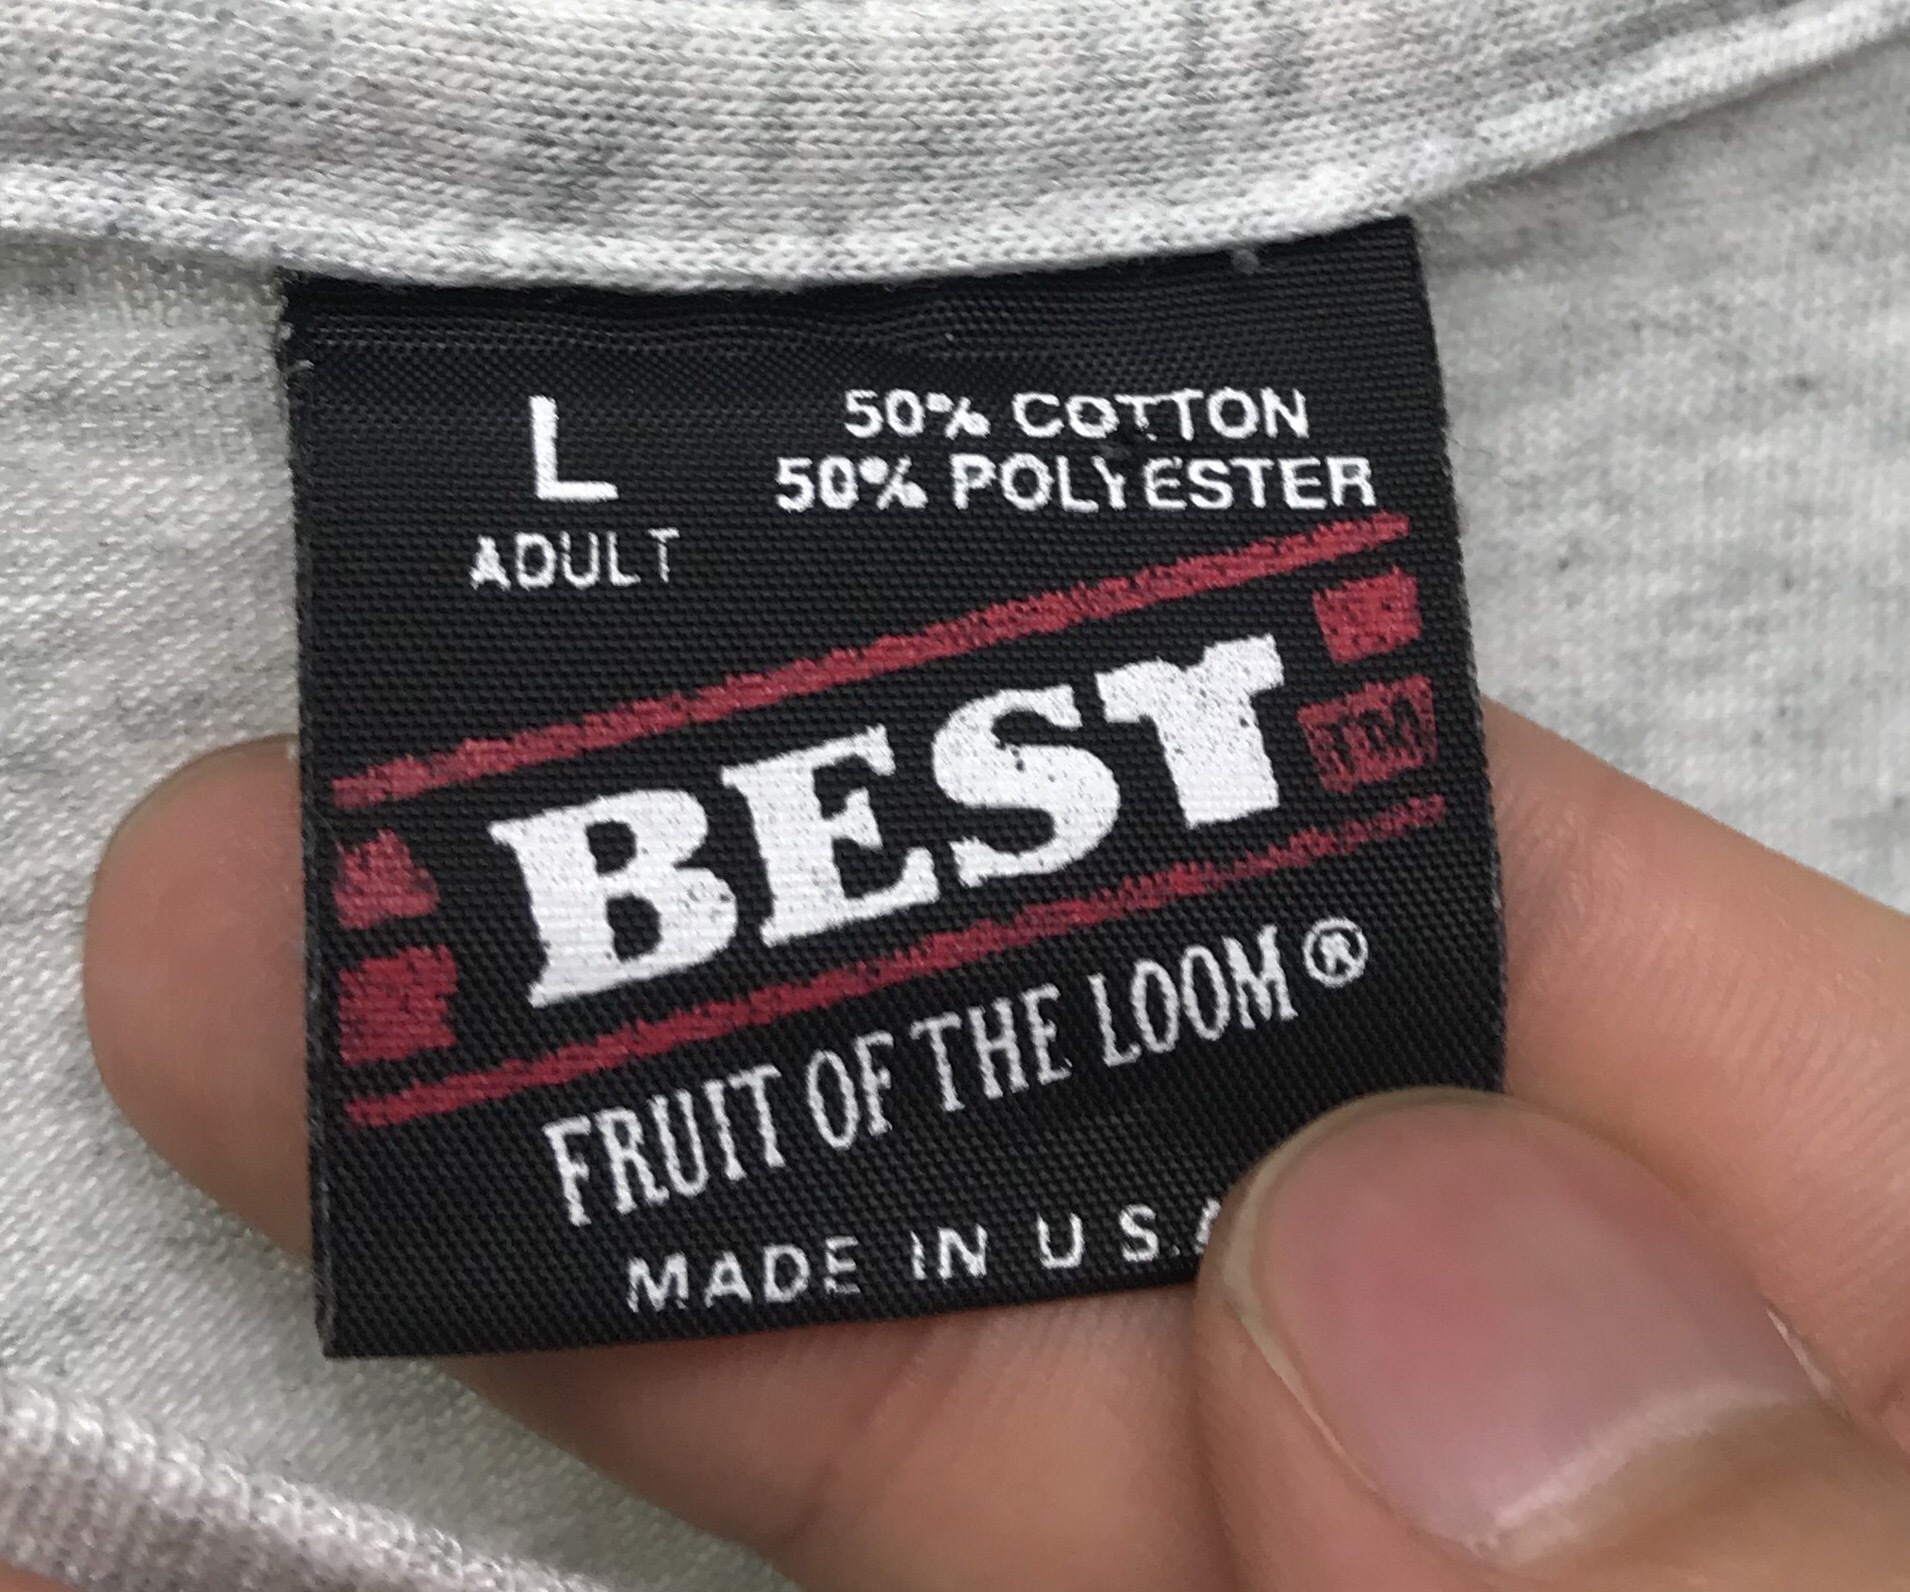 L
ADULT
50% COTTON
50% POLYESTER
BEST
TM
FRUIT OF THE LOOM®
MADE IN U.S.A